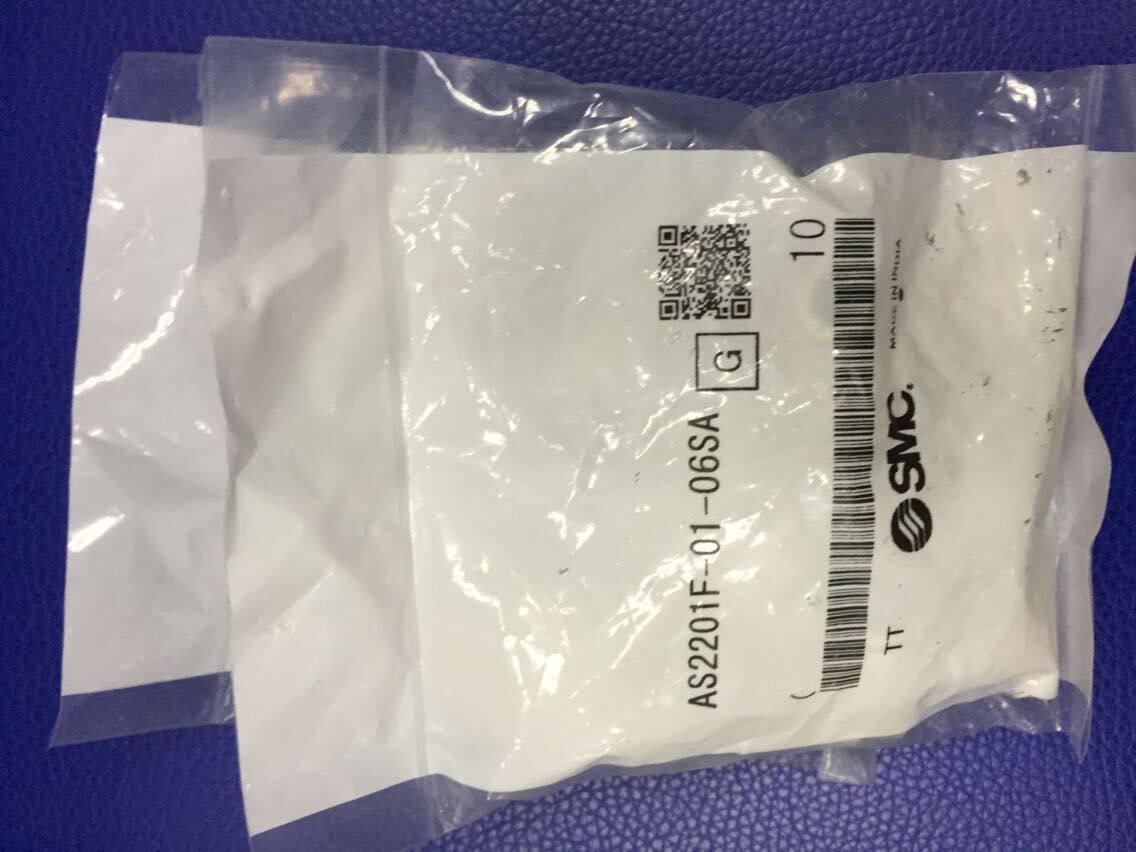 AS2201F-01-06SA G
10
(
TT SMC. MADE IN INDIA